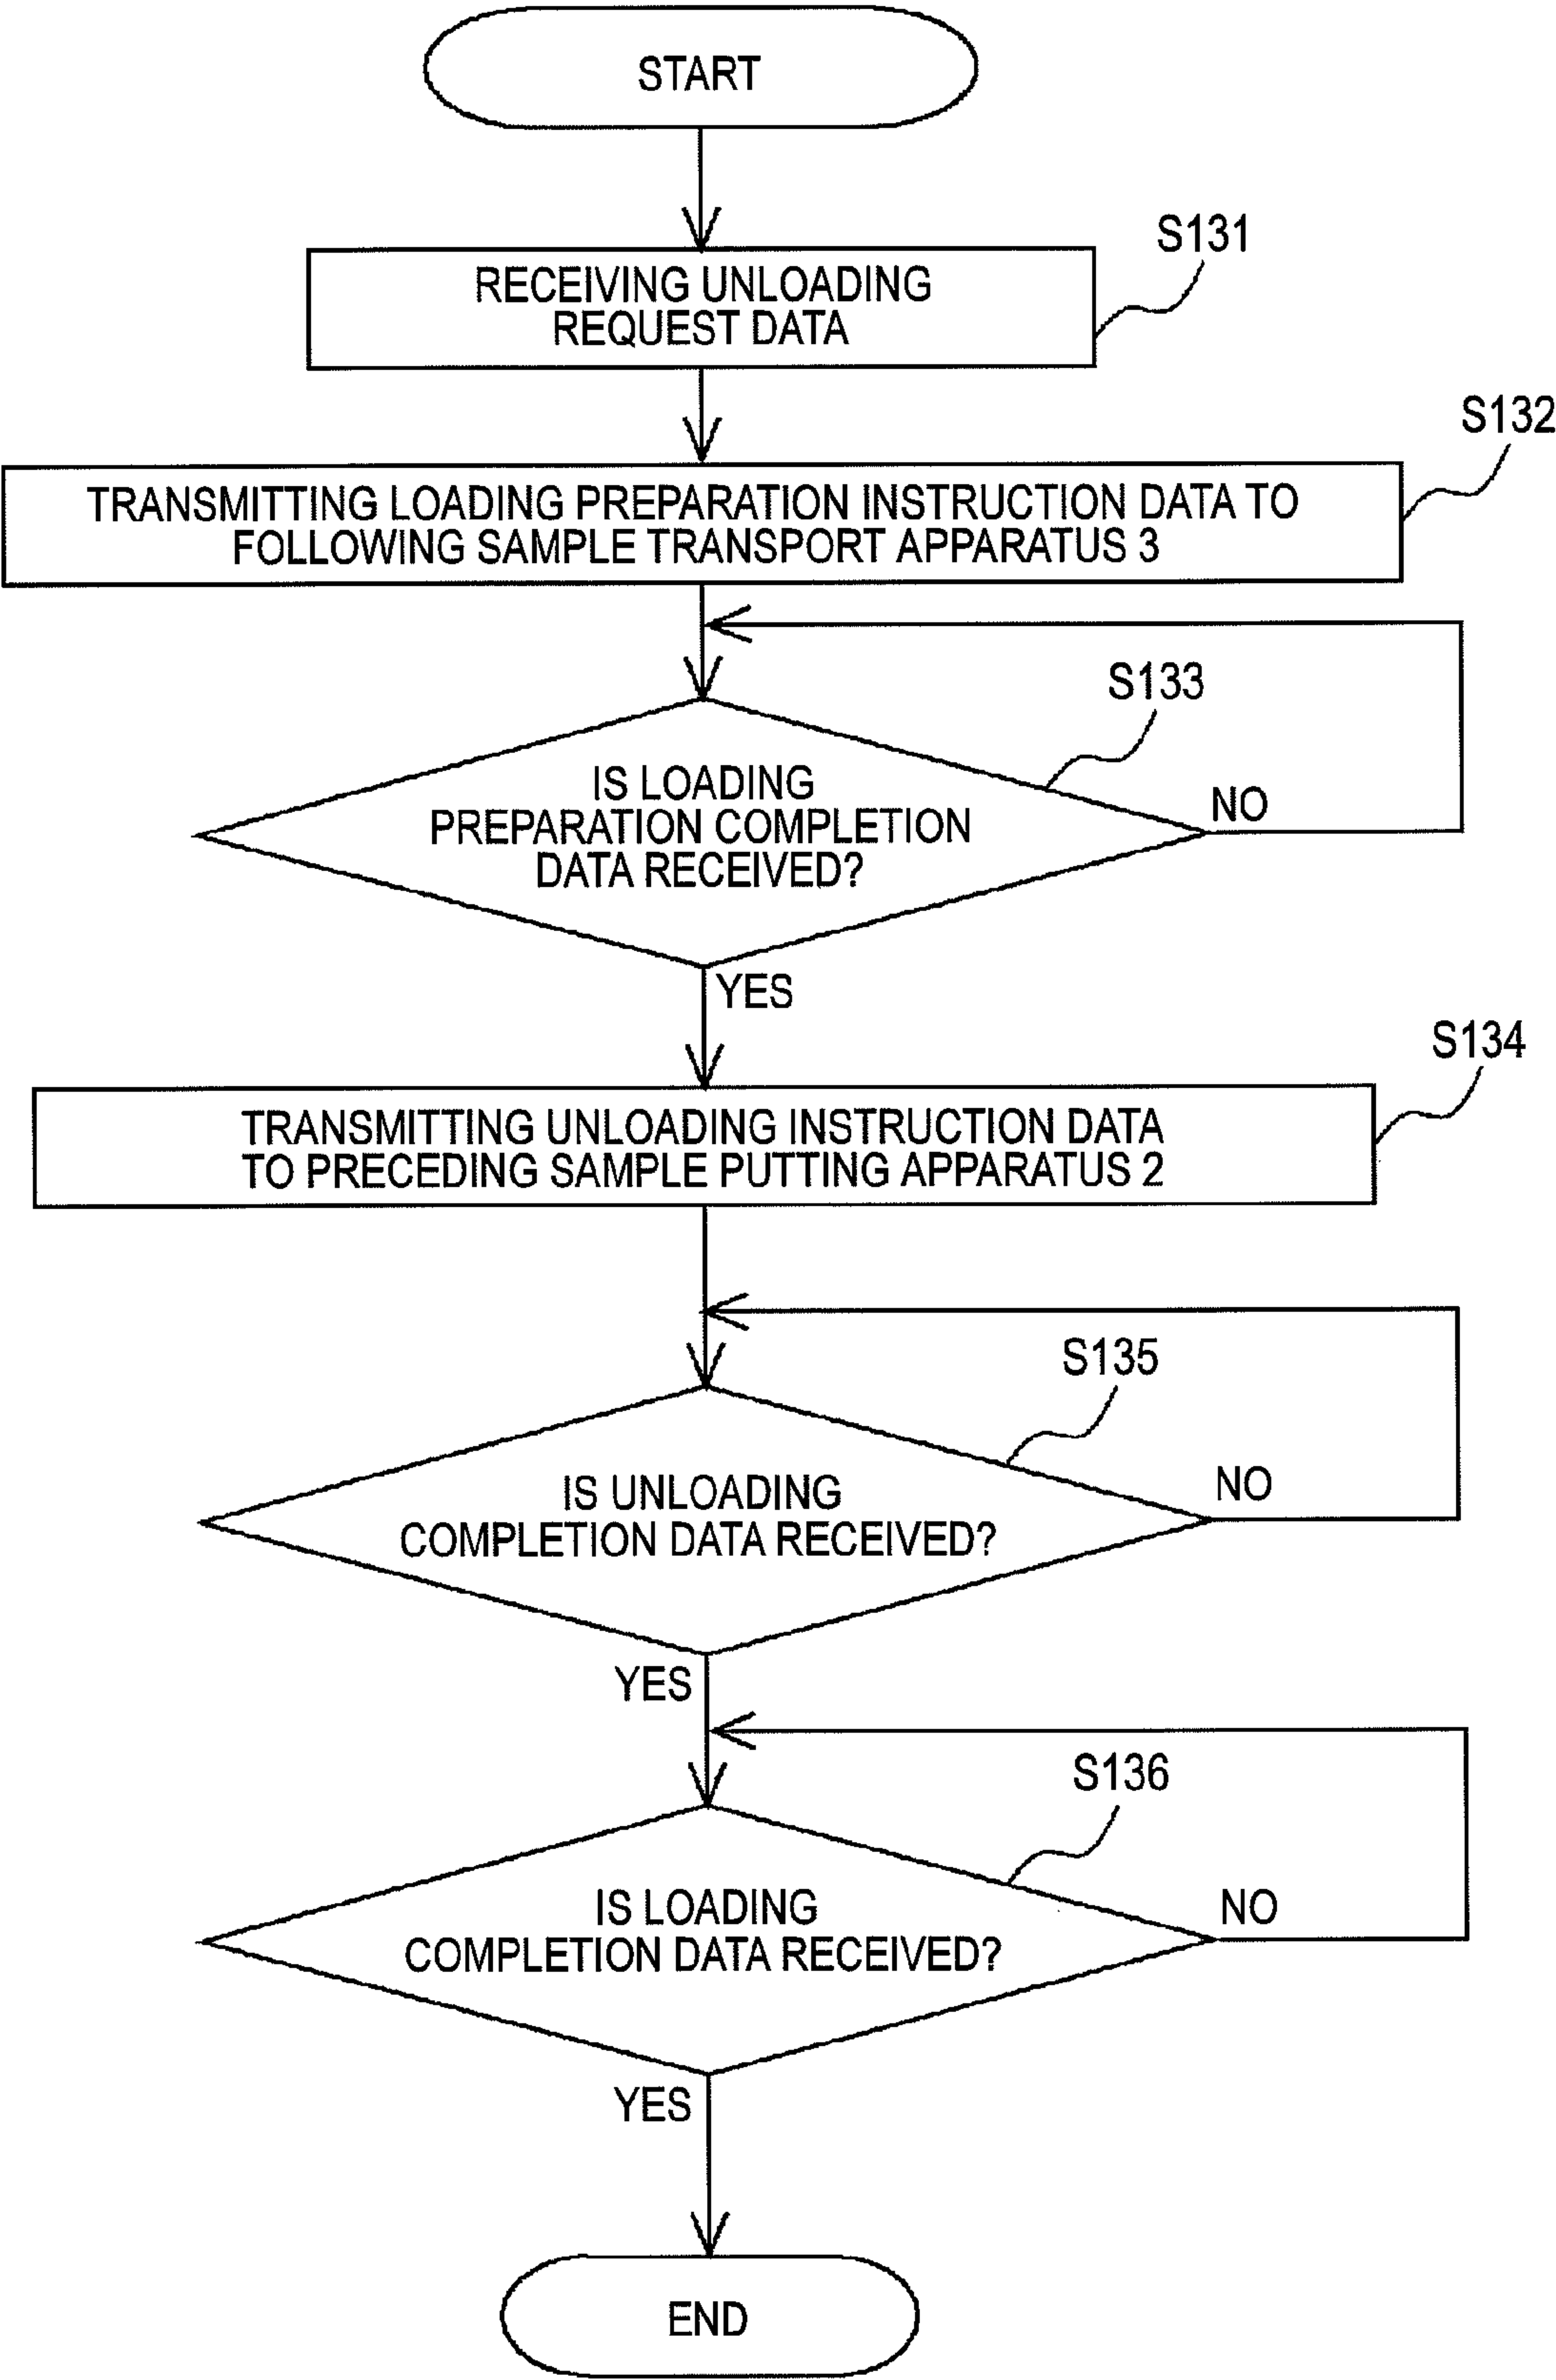 START
S131
RECEIVING UNLOADING
REQUEST DATA
S132
TRANSMITTING LOADING PREPARATION INSTRUCTION DATA TO
FOLLOWING SAMPLE TRANSPORT APPARATUS 3
S133
IS LOADING
PREPARATION COMPLETION
DATA RECEIVED?
NO
YES
S134
TRANSMITTING UNLOADING INSTRUCTION DATA
TO PRECEDING SAMPLE PUTTING APPARATUS 2
S135
IS UNLOADING
COMPLETION DATA RECEIVED?
NO
YES
S136
IS LOADING
COMPLETION DATA RECEIVED?
NO
YES
END